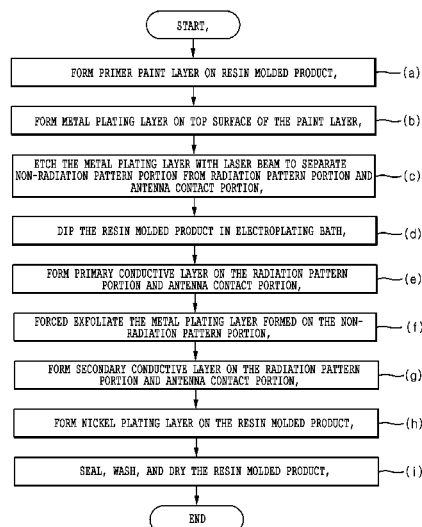 START,
FORM PRIMER PAINT LAYER ON RESIN MOLDED PRODUCT,
(a)
FORM METAL PLATING LAYER ON TOP SURFACE OF THE PAINT LAYER,
(b)
ETCH THE METAL PLATING LAYER WITH LASER BEAM TO SEPARATE
NON-RADIATION PATTERN PORTION FROM RADIATION PATTERN PORTION AND
ANTENNA CONTACT PORTION,
(c)
DIP THE RESIN MOLDED PRODUCT IN ELECTROPLATING BATH,
(d)
FORM PRIMARY CONDUCTIVE LAYER ON THE RADIATION PATTERN
PORTION AND ANTENNA CONTACT PORTION,
(e)
FORCED EXFOLIATE THE METAL PLATING LAYER FORMED ON THE NON-
RADIATION PATTERN PORTION,
(f)
FORM SECONDARY CONDUCTIVE LAYER ON THE RADIATION PATTERN
PORTION AND ANTENNA CONTACT PORTION,
(g)
FORM NICKEL PLATING LAYER ON THE RESIN MOLDED PRODUCT,
(h)
SEAL, WASH, AND DRY THE RESIN MOLDED PRODUCT,
(i)
END